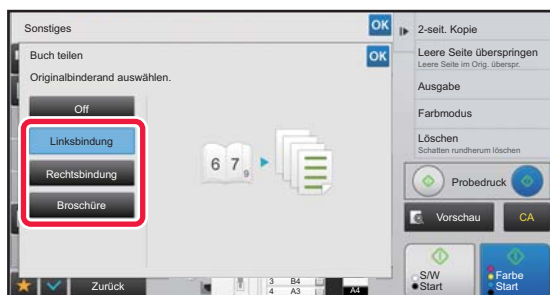 Sonstiges
OK
Buch teilen
OK
Originalbinderand auswählen.
Off
Linksbindung
Rechtsbindung
Broschüre
6 7 9
Zurück
3 B4
4 A3
A4
2-seit. Kopie
Leere Seite überspringen
Leere Seite im Orig. überspr.
Ausgabe
Farbmodus
Löschen
Schatten rundherum löschen
Probedruck
Vorschau
CA
S/W
Start
Farbe
Start